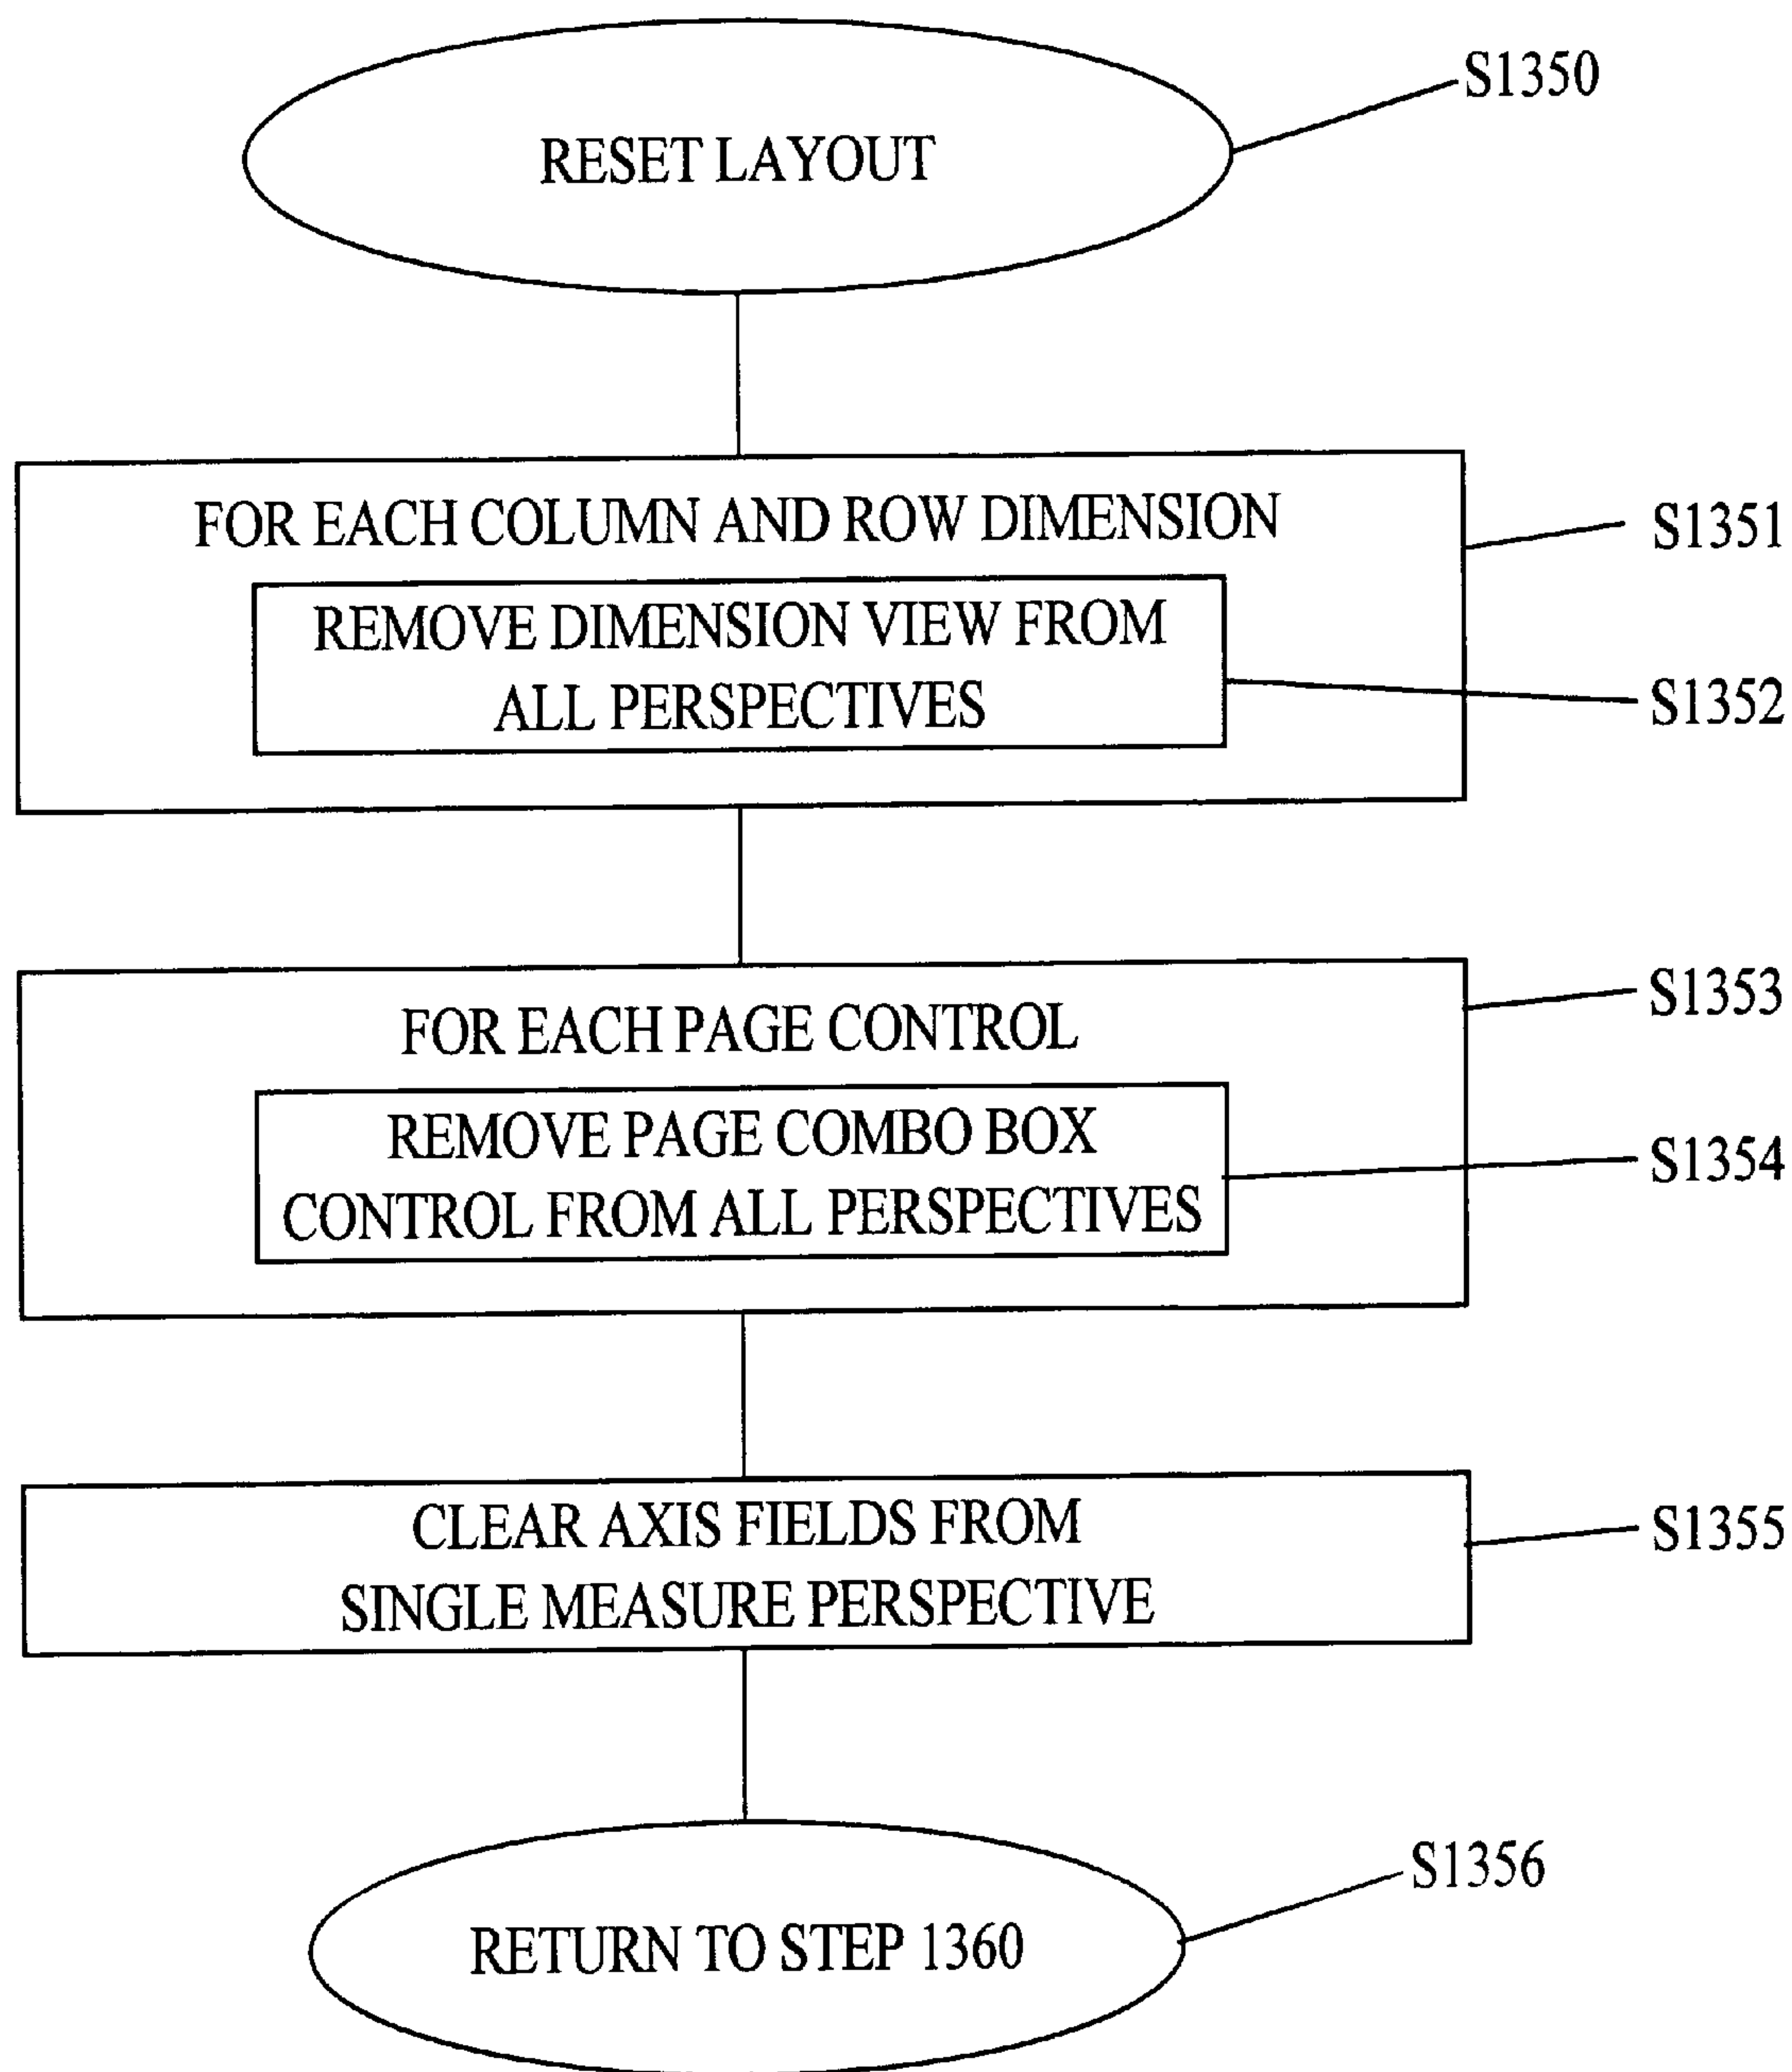 RESET LAYOUT
S1350
FOR EACH COLUMN AND ROW DIMENSION
S1351
REMOVE DIMENSION VIEW FROM
ALL PERSPECTIVES
S1352
FOR EACH PAGE CONTROL
S1353
REMOVE PAGE COMBO BOX
CONTROL FROM ALL PERSPECTIVES
S1354
CLEAR AXIS FIELDS FROM
SINGLE MEASURE PERSPECTIVE
S1355
RETURN TO STEP 1360
S1356